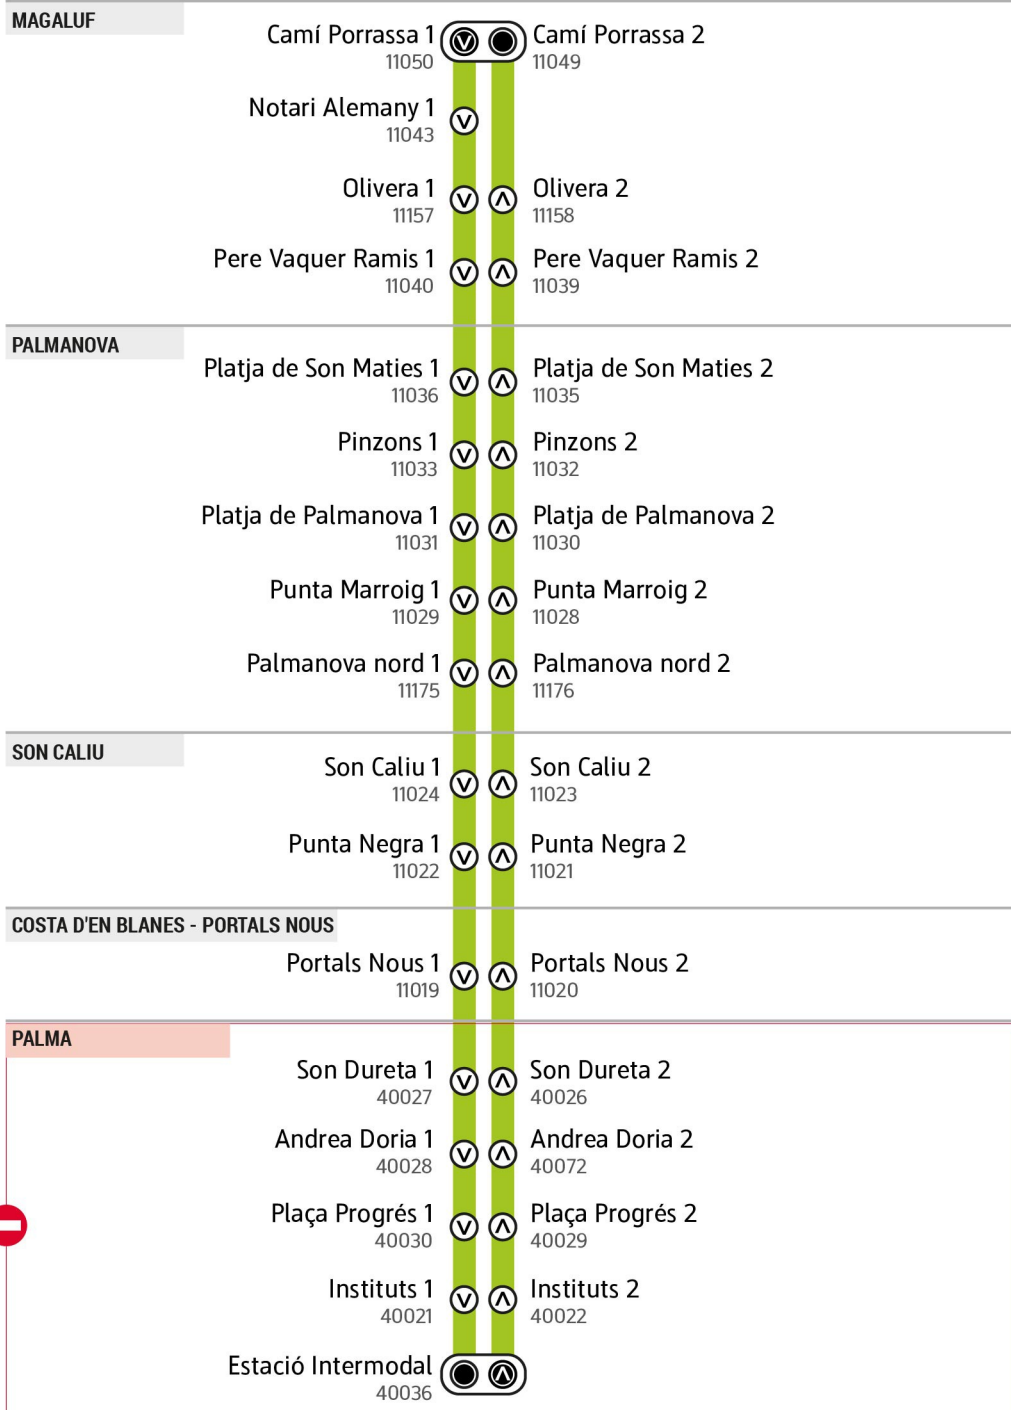 MAGALUF
Camí Porrassa 1 Camí Porrassa 2
11050 11049
Notari Alemany 1
11043
Olivera 1 Olivera 2
11157 11158
Pere Vaquer Ramis 1 Pere Vaquer Ramis 2
11040 11039
PALMANOVA
Platja de Son Maties 1 Platja de Son Maties 2
11036 11035
Pinzons 1 Pinzons 2
11033 11032
Platja de Palmanova 1 Platja de Palmanova 2
11031 11030
Punta Marroig 1 Punta Marroig 2
11029 11028
Palmanova nord 1 Palmanova nord 2
11175 11176
SON CALIU
Son Caliu 1 Son Caliu 2
11024 11023
Punta Negra 1 Punta Negra 2
11022 11021
COSTA D'EN BLANES - PORTALS NOUS
Portals Nous 1 Portals Nous 2
11019 11020
PALMA
Son Dureta 1 Son Dureta 2
40027 40026
Andrea Doria 1 Andrea Doria 2
40028 40072
Plaça Progrés 1 Plaça Progrés 2
40030 40029
Instituts 1 Instituts 2
40021 40022
Estació Intermodal
40036